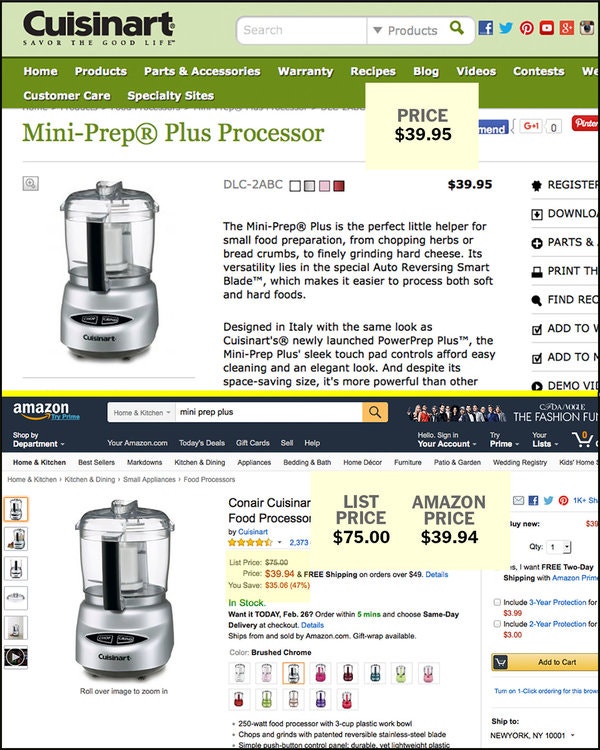 Cuisinart
SAVOR THE GOOD LIFE®
Search
Products
Home Products Parts & Accessories Warranty Recipes Blog Videos Contests We
Customer Care Specialty Sites
PRICE
$39.95
mend
G+1 0
Pinter
Mini-Prep® Plus Processor
DLC-2ABC
$39.95
The Mini-Prep® Plus is the perfect little helper for
small food preparation, from chopping herbs or
bread crumbs, to finely grinding hard cheese. Its
versatility lies in the special Auto Reversing Smart
Blade™, which makes it easier to process both soft
and hard foods.
Designed in Italy with the same look as
Cuisinart's® newly launched PowerPrep Plus™, the
Mini-Prep Plus' sleek touch pad controls afford easy
cleaning and an elegant look. And despite its
space-saving size, it's more powerful than other
REGISTER
DOWNLO
PARTS &
PRINT TH
FIND REC
ADD TO W
ADD TO M
DEMO VI
CHOP GRIND
Cuisinart
amazon
Try Prime
Home & Kitchen
mini prep plus
CFDA/VOGUE
THE FASHION FU
Shop by
Department
Your Amazon.com Today's Deals Gift Cards Sell Help
Hello. Sign in
Your Account
Try
Prime
Your
Lists
0
Home & Kitchen Best Sellers Markdowns Kitchen & Dining Appliances Bedding & Bath Home Décor Furniture Patio & Garden Wedding Registry Kids' Home S
Home & Kitchen › Kitchen & Dining › Small Appliances › Food Processors
1K+ Sh
LIST
PRICE
$75.00
AMAZON
PRICE
$39.94
Conair Cuisinar
Food Processor
by Cuisinart
2,373
List Price: $75.00
Price: $39.94 & FREE Shipping on orders over $49. Details
You Save: $35.06 (47%)
In Stock.
Want it TODAY, Feb. 26? Order within 5 mins and choose Same-Day
Delivery at checkout. Details
Ships from and sold by Amazon.com. Gift-wrap available.
Color: Brushed Chrome
250-watt food processor with 3-cup plastic work bowl
Chops and grinds with patented reversible stainless-steel blade
Simple push-button control panel; durable, yet lightweight plastic
CHOP GRIND
Cuisinart
Roll over image to zoom in
uy new:
$39
Qty: 1
s, I want FREE Two-Day
Shipping with Amazon Prime
Include 3-Year Protection for
$3.99
Include 2-Year Protection for
$3.00
Add to Cart
Turn on 1-Click ordering for this brow
Ship to:
NEWYORK, NY 10001